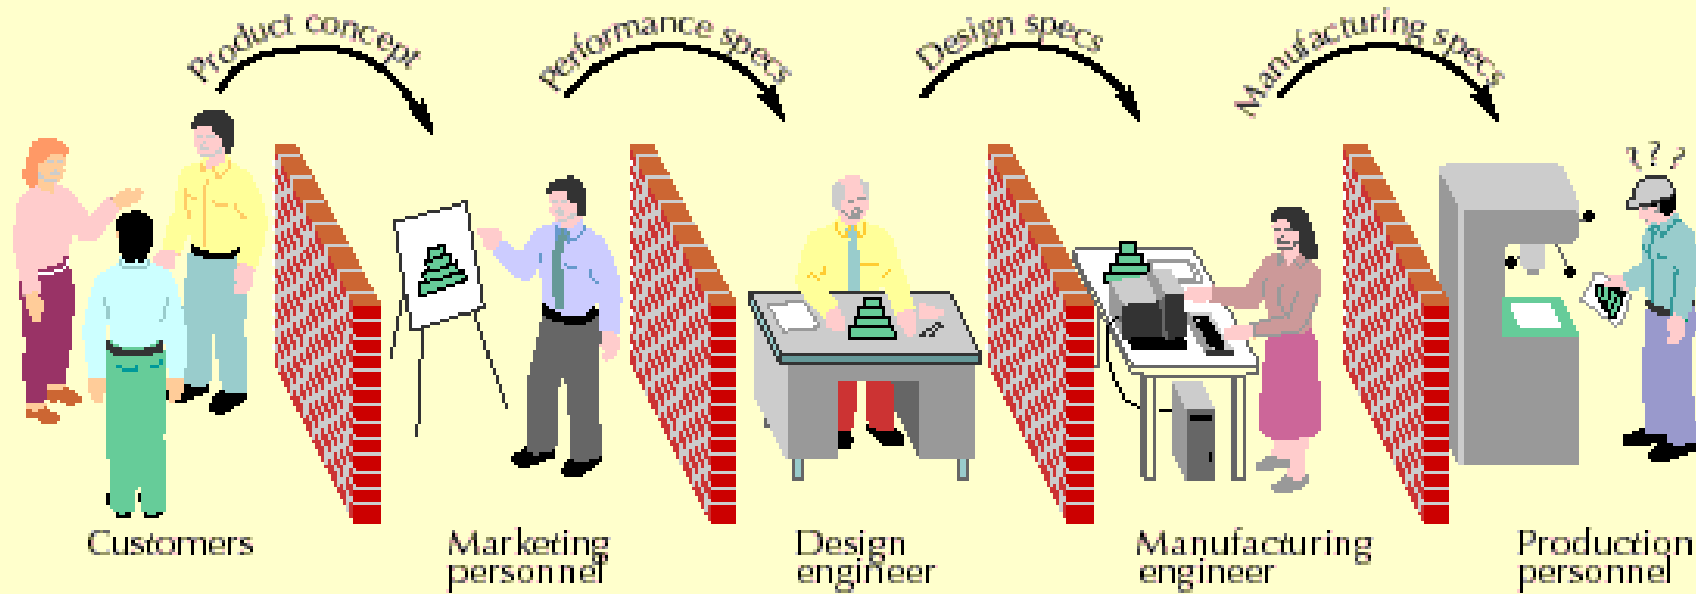 Product concept
Performance specs
Design specs
Manufacturing specs
? ? ?
Customers
Marketing
personnel
Design
engineer
Manufacturing
engineer
Production
personnel